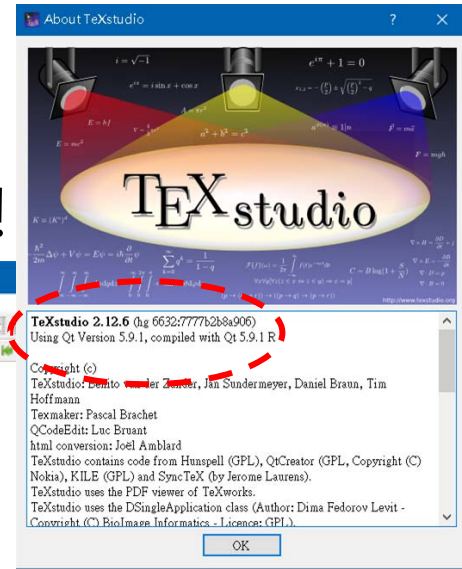 About TeXstudio
i = √−1
e^{iπ} + 1 = 0
e^{ix} = i sin x + cos x
E = hf
a² + b² = c²
E = mc²
F = mgh
TEXstudio
!
K = (Kⁿ)^d
http://www.texstudio.org
TeXstudio 2.12.6 (hg 6632:7777b2b8a906)
Using Qt Version 5.9.1, compiled with Qt 5.9.1 R
Copyright (c)
TeXstudio: Benito van der Zander, Jan Sundermeyer, Daniel Braun, Tim
Hoffmann
Texmaker: Pascal Brachet
QCodeEdit: Luc Bruant
html conversion: Joël Amblard
TeXstudio contains code from Hunspell (GPL), QtCreator (GPL, Copyright (C)
Nokia), KILE (GPL) and SyncTeX (by Jerome Laurens).
TeXstudio uses the PDF viewer of TeXworks.
TeXstudio uses the DSingleApplication class (Author: Dima Fedorov Levit -
Copyright (C) BioImage Informatics - Licence: GPL).
OK